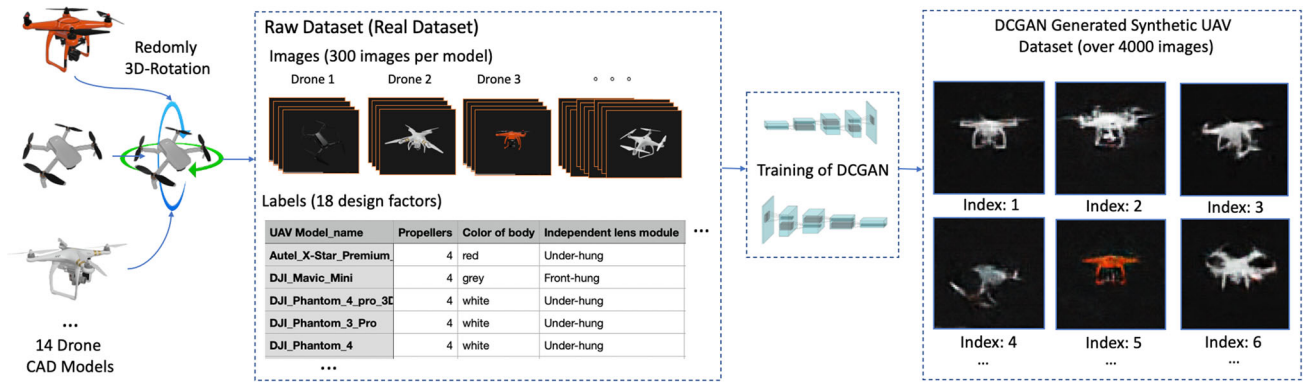 Redomly
3D-Rotation
...
14 Drone
CAD Models
Raw Dataset (Real Dataset)
Images (300 images per model)
Drone 1 Drone 2 Drone 3
Labels (18 design factors)
UAV Model_name Propellers Color of body Independent lens module ...
Autel_X-Star_Premium_ 4 red Under-hung
DJI_Mavic_Mini 4 grey Front-hung
DJI_Phantom_4_pro_3D 4 white Under-hung
DJI_Phantom_3_Pro 4 white Under-hung
DJI_Phantom_4 4 white Under-hung
...
Training of DCGAN
DCGAN Generated Synthetic UAV
Dataset (over 4000 images)
Index: 1 Index: 2 Index: 3
Index: 4 Index: 5 Index: 6
... ... ...